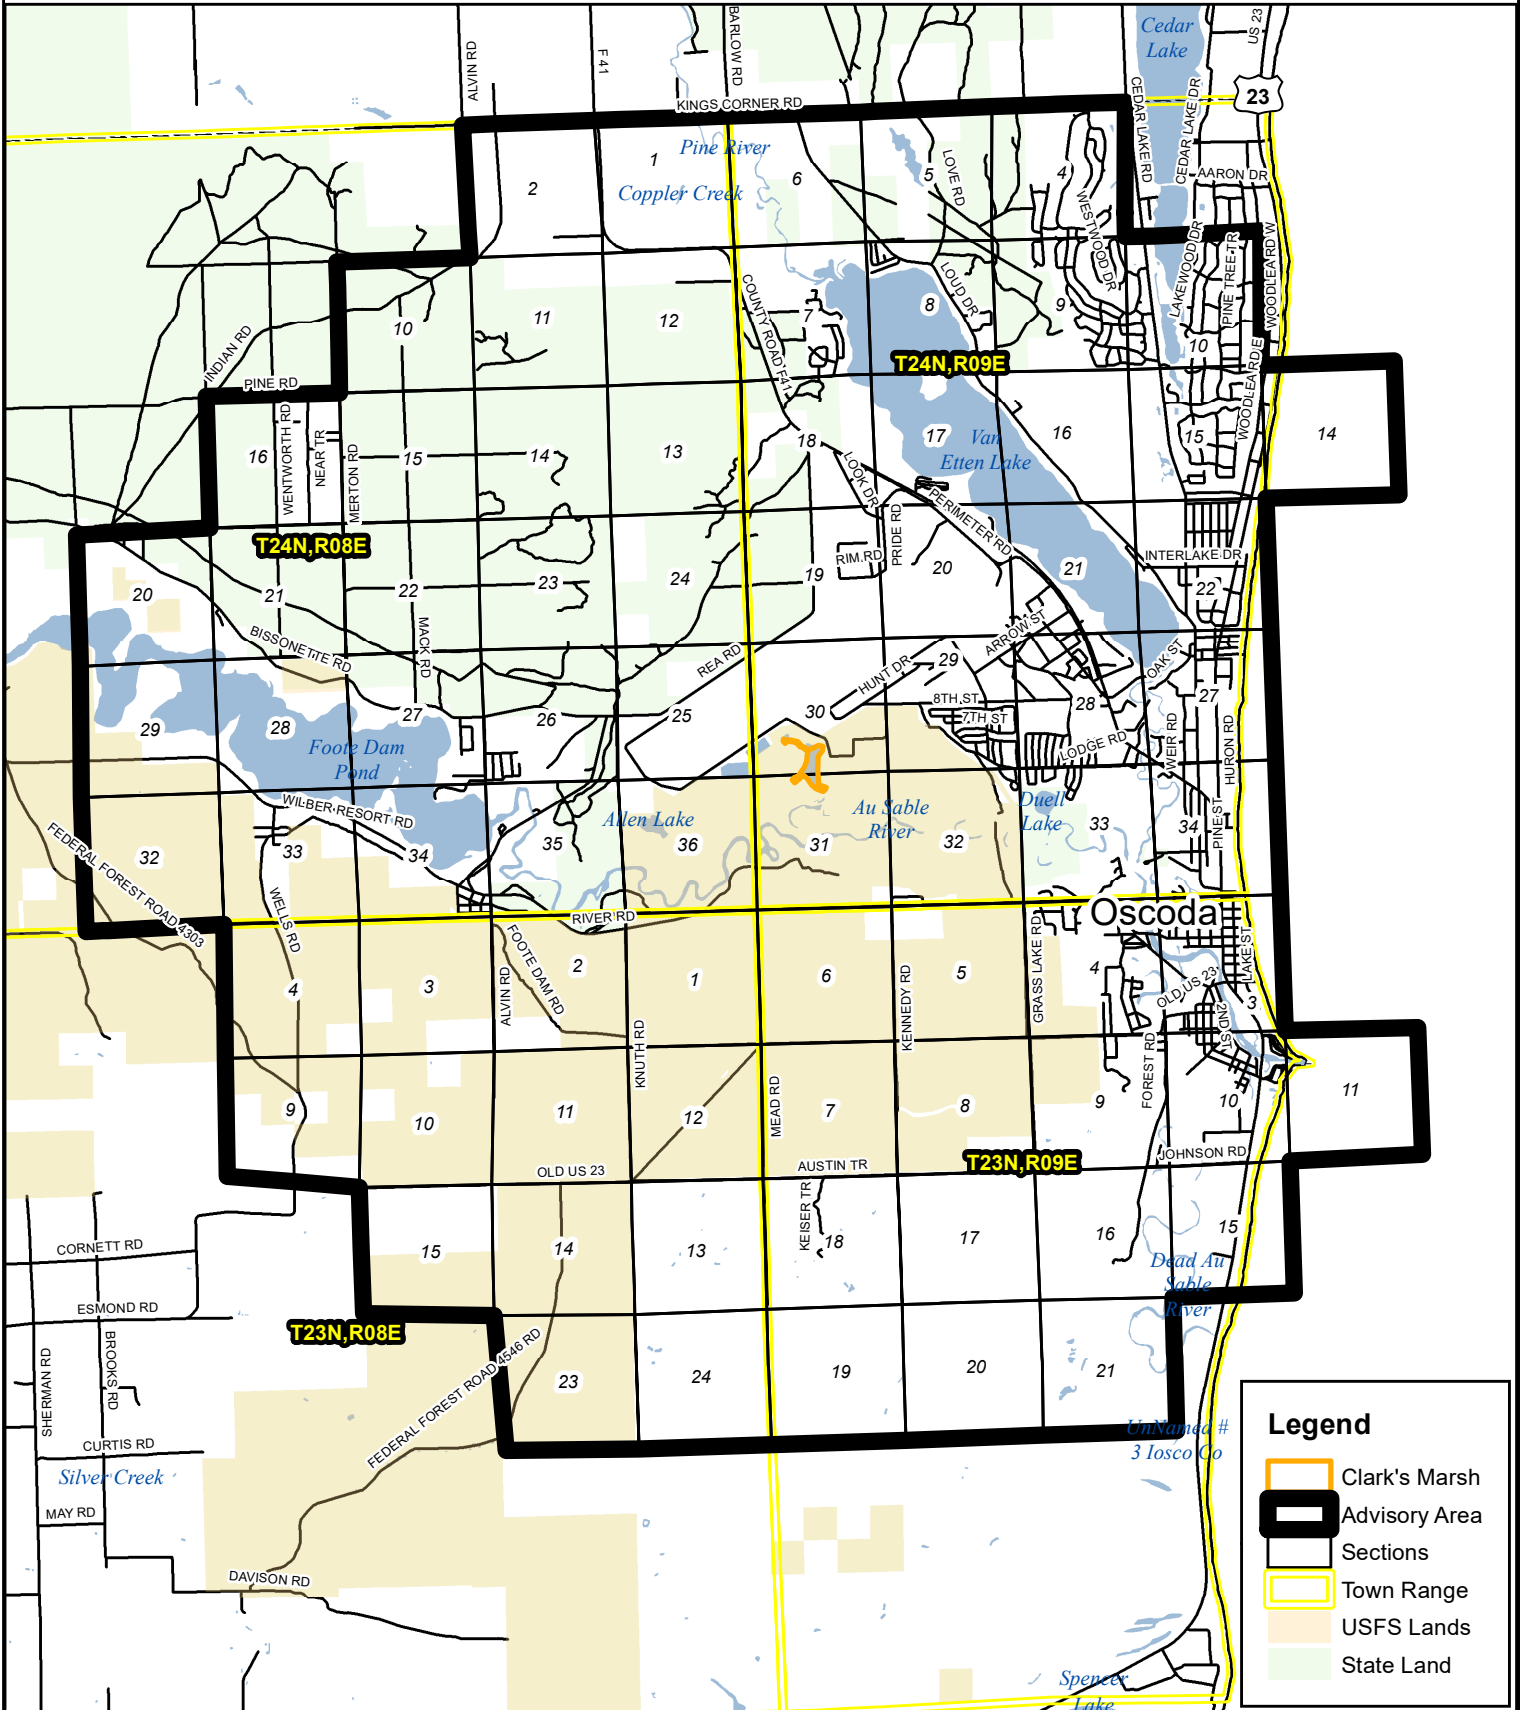 Cedar
Lake
US 23
23
ALVIN RD
F 41
BARLOW RD
KINGS CORNER RD
CEDAR LAKE RD
CEDAR LAKE DR
AARON DR
Pine River
Coppler Creek
2
1
6
5
4
LOVE RD
WESTWOOD DR
LAKEWOOD DR
PINE TREE TR
WOODLEA RD W
INDIAN RD
PINE RD
10
11
12
COUNTY ROAD F41
7
8
LOUD DR
9
10
T24N,R09E
WOODLEA RD E
16
WENTWORTH RD
NEAR TR
MERTON RD
15
14
13
18
17
Van
Etten Lake
16
15
14
LOOK DR
PERIMETER RD
PRIDE RD
RIM RD
INTERLAKE DR
T24N,R08E
20
21
22
23
24
19
20
21
22
BISSONETTE RD
MACK RD
REA RD
HUNT DR
ARROW ST
OAK ST
29
28
27
26
25
30
29
28
27
8TH ST
7TH ST
LODGE RD
WEIR RD
HURON RD
Foote Dam
Pond
WILBER RESORT RD
Allen Lake
Au Sable
River
Duell
Lake
PINE ST
32
33
34
35
36
31
32
33
34
FEDERAL FOREST ROAD 4303
WELLS RD
RIVER RD
Oscoda
FOOTE DAM RD
ALVIN RD
KNUTH RD
KENNEDY RD
GRASS LAKE RD
LAKE ST
OLD US 23
2ND ST
4
3
2
1
6
5
4
3
FOREST RD
MEAD RD
9
10
11
12
7
8
9
10
11
OLD US 23
AUSTIN TR
T23N,R09E
JOHNSON RD
KEISER TR
15
14
13
18
17
16
15
Dead Au
Sable
River
CORNETT RD
ESMOND RD
T23N,R08E
BROOKS RD
SHERMAN RD
FEDERAL FOREST ROAD 4546 RD
23
24
19
20
21
UnNamed #
3 Iosco Co
CURTIS RD
Silver Creek
MAY RD
DAVISON RD
Spencer
Lake
Legend
Clark's Marsh
Advisory Area
Sections
Town Range
USFS Lands
State Land